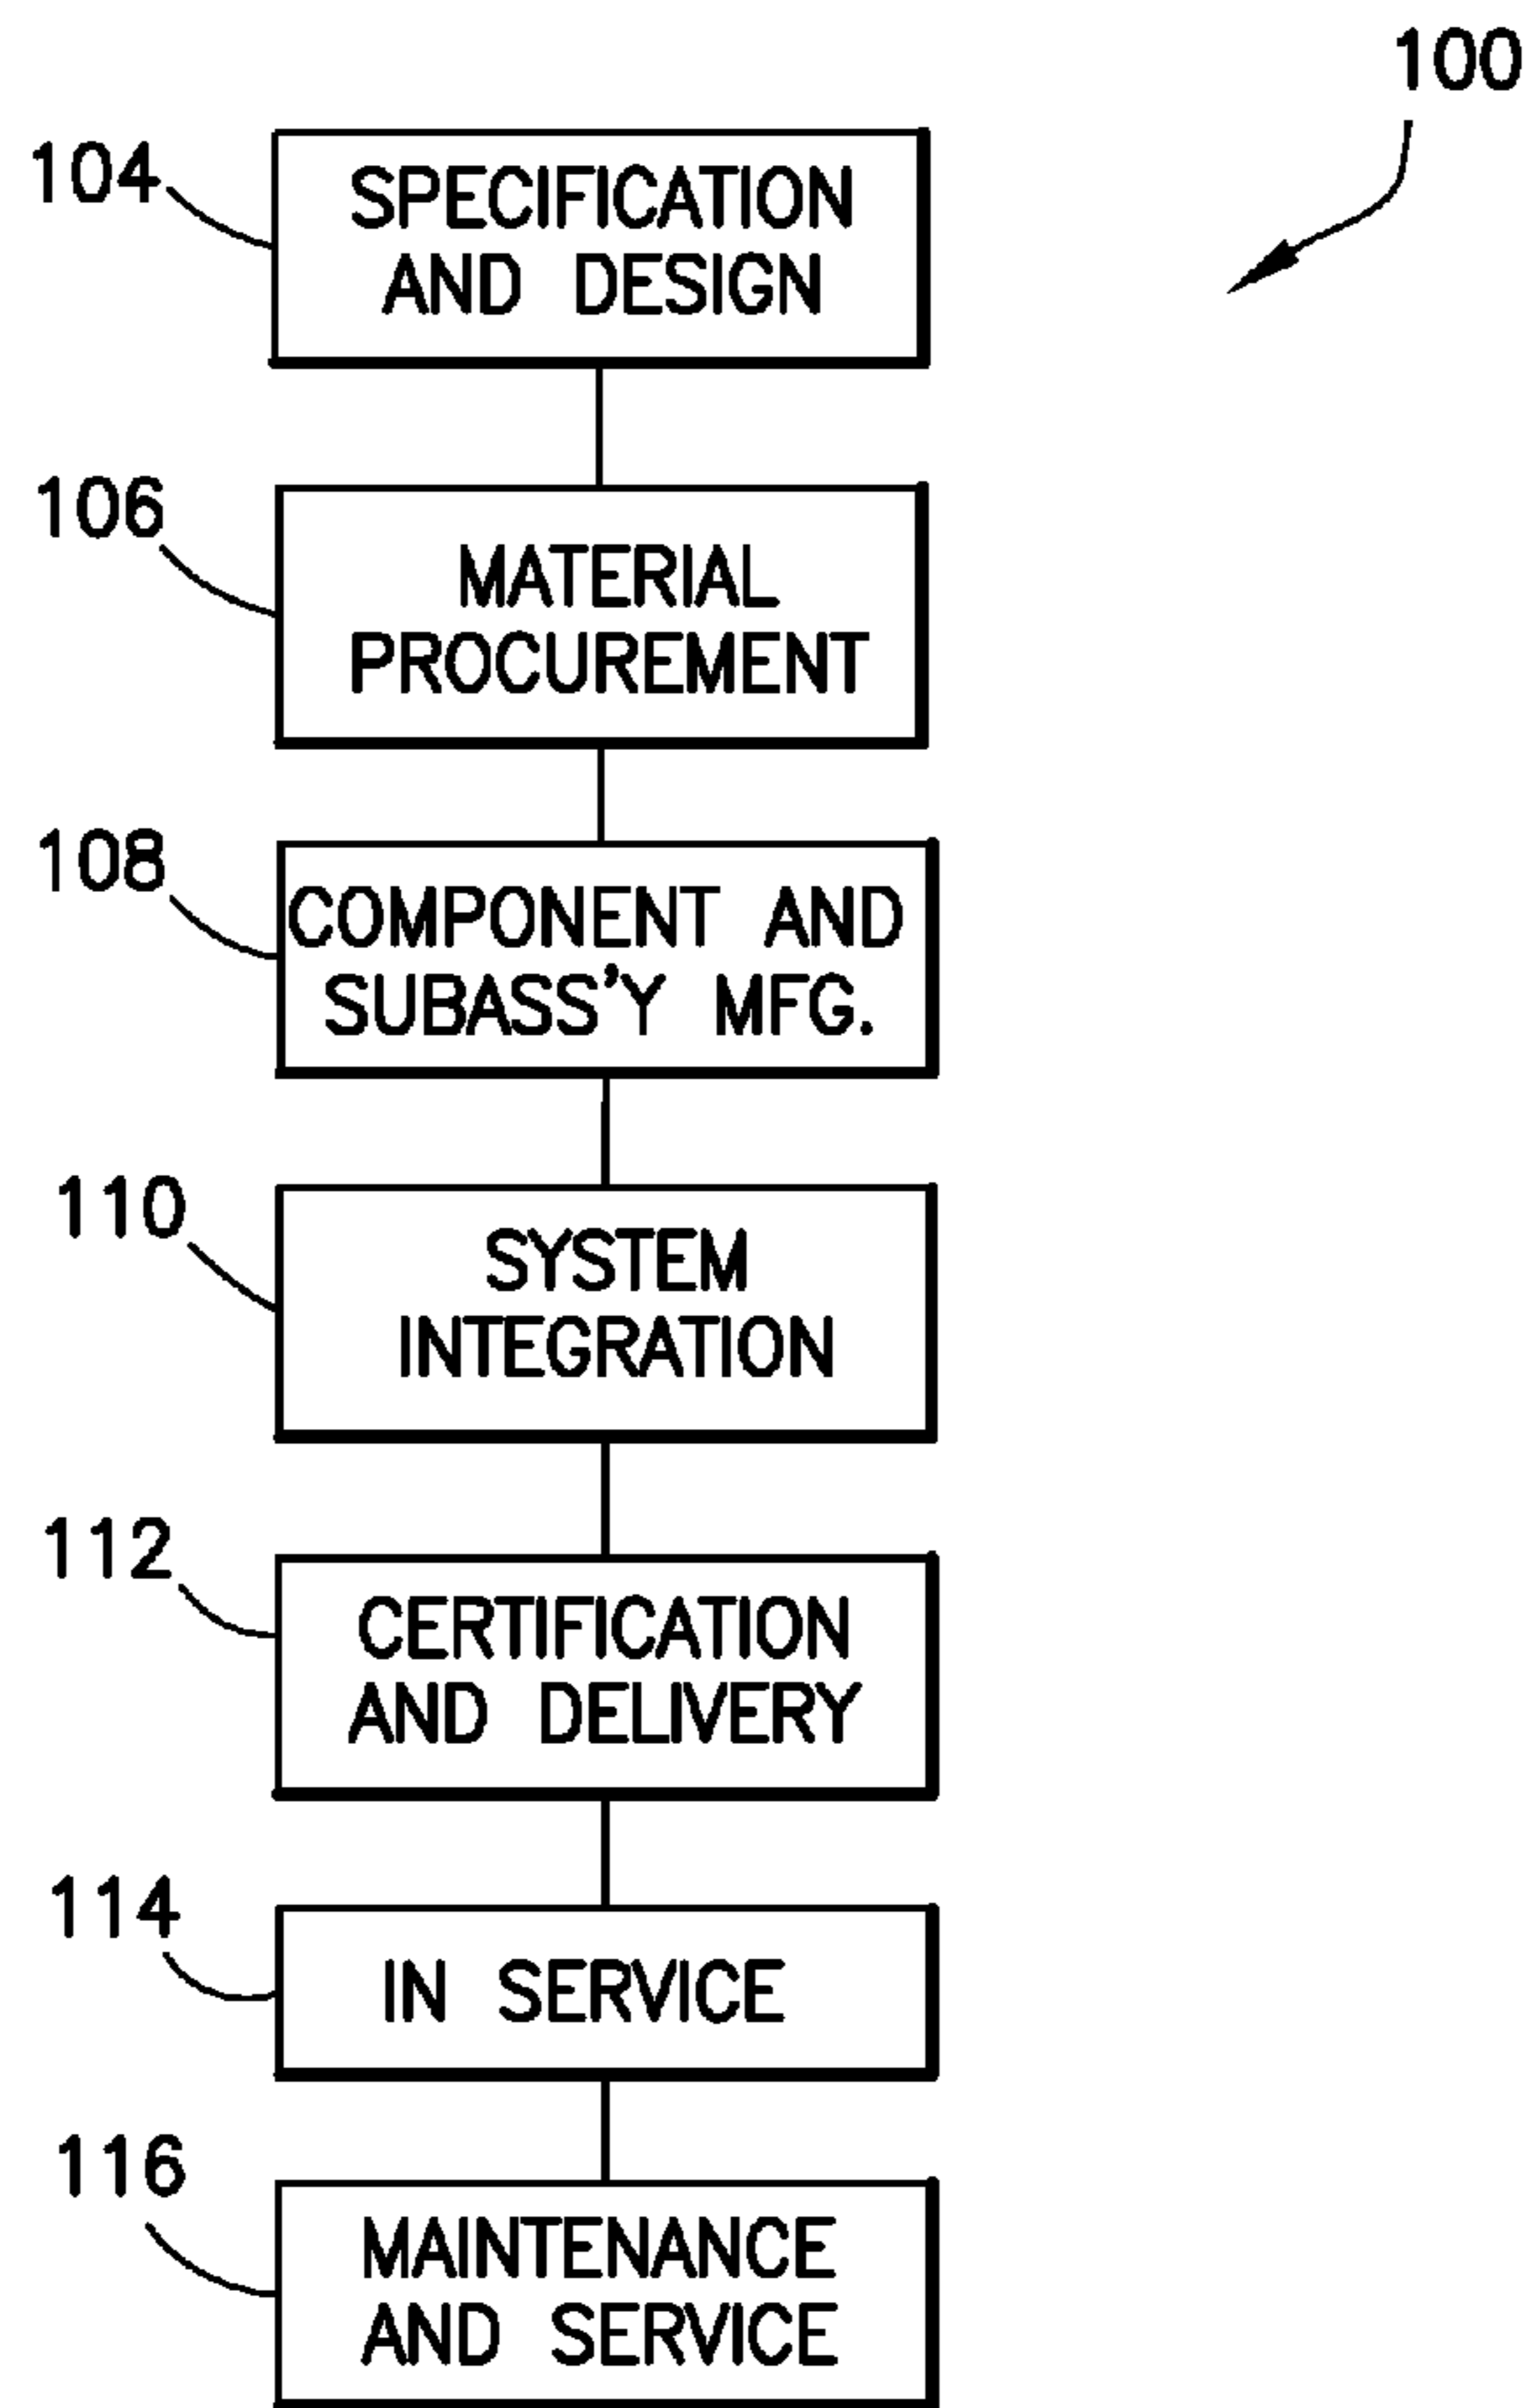 100
104
SPECIFICATION
AND DESIGN
106
MATERIAL
PROCUREMENT
108
COMPONENT AND
SUBASS'Y MFG.
110
SYSTEM
INTEGRATION
112
CERTIFICATION
AND DELIVERY
114
IN SERVICE
116
MAINTENANCE
AND SERVICE